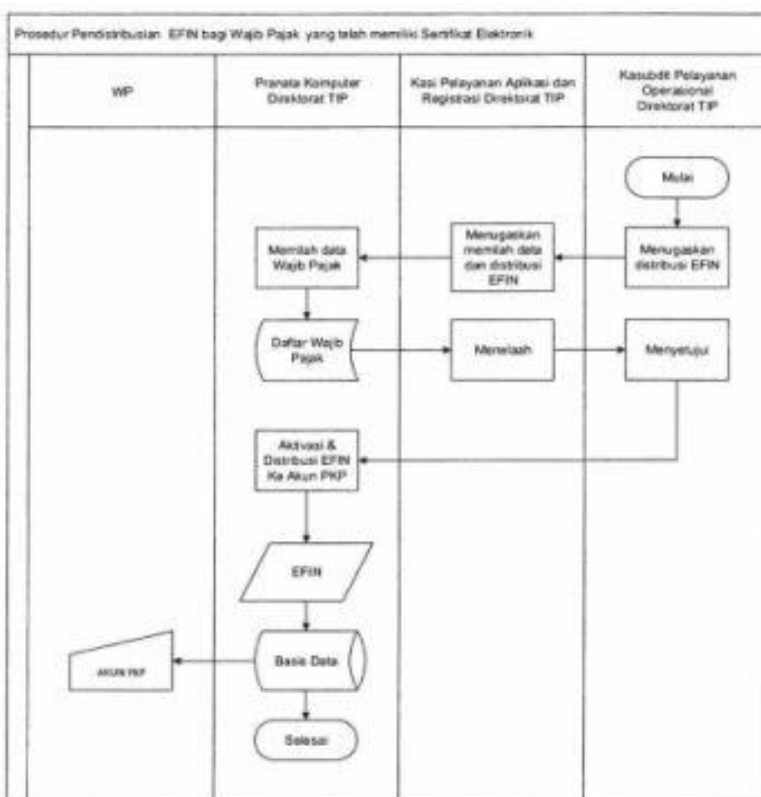 Prosedur Pendistribusian EFIN bagi Wajib Pajak yang telah memiliki Sertifikat Elektronik
WP
Pranata Komputer
Direktorat TIP
Kasi Pelayanan Aplikasi dan
Registrasi Direktorat TIP
Kasubdit Pelayanan
Operasional
Direktorat TIP
Mulai
Memilah data
Wajib Pajak
Menugaskan
memilah data
dan distribusi
EFIN
Menugaskan
distribusi EFIN
Daftar Wajib
Pajak
Menelaah
Menyetujui
Aktivasi &
Distribusi EFIN
Ke Akun PKP
EFIN
AKUN PKP
Basis Data
Selesai